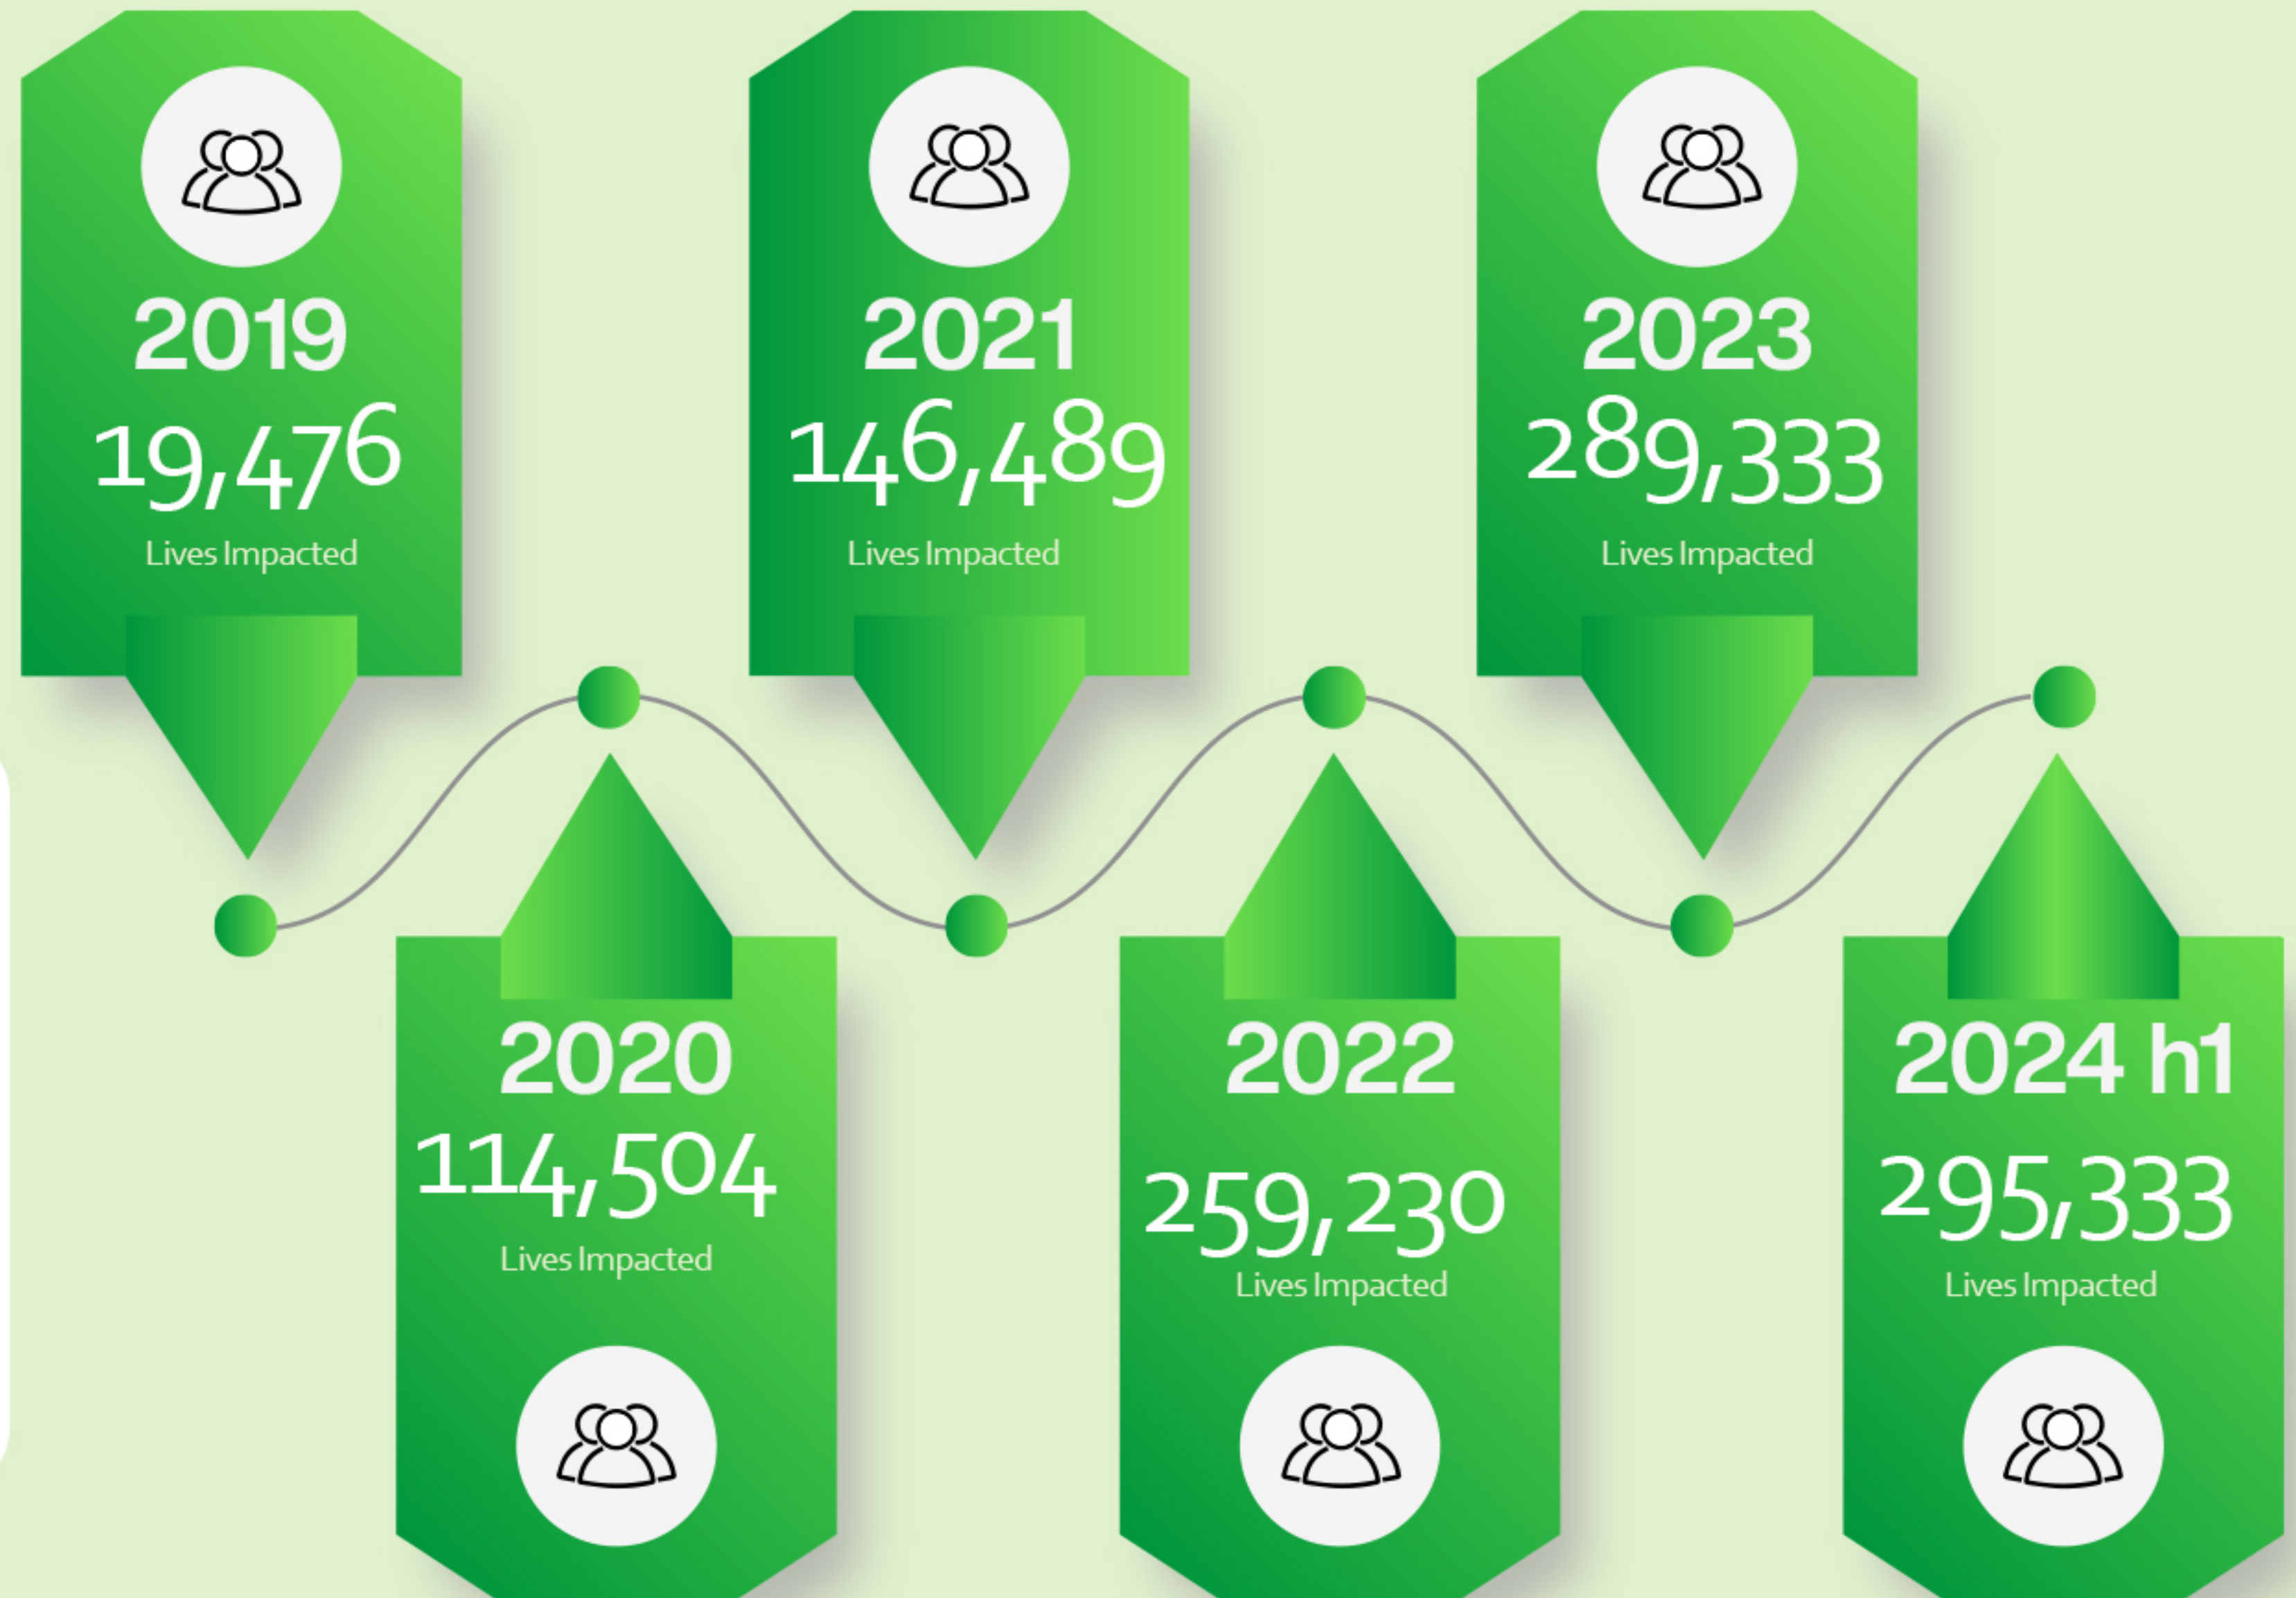 2019
19,476
Lives Impacted
2020
114,504
Lives Impacted
2021
146,489
Lives Impacted
2022
259,230
Lives Impacted
2023
289,333
Lives Impacted
2024 h1
295,333
Lives Impacted